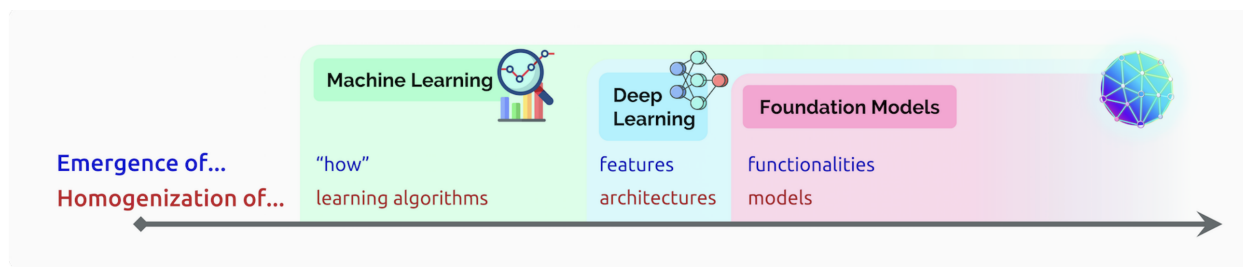 Machine Learning
Deep
Learning
Foundation Models
Emergence of... “how” features functionalities
Homogenization of... learning algorithms architectures models